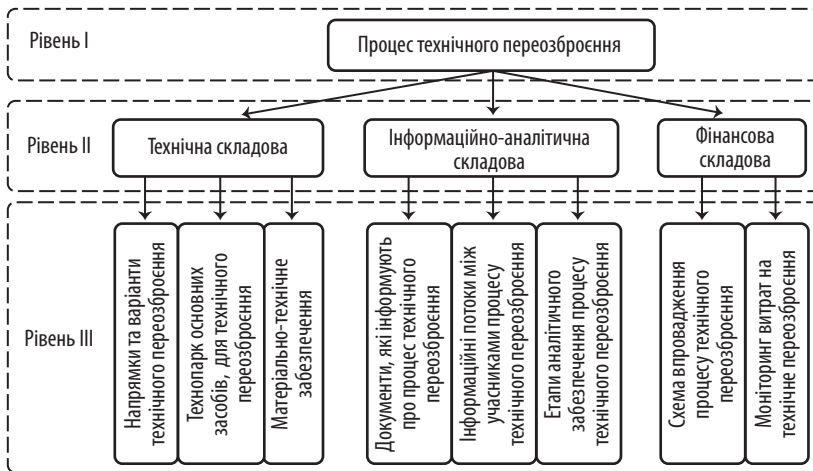 Рівень І
Процес технічного переозброєння
Рівень ІІ
Технічна складова
Інформаційно-аналітична
складова
Фінансова
складова
Рівень ІІІ
Напрямки та варіанти
технічного переозброєння
Технопарк основних
засобів, для технічного
переозброєння
Матеріально-технічне
забезпечення
Документи, які інформують
про процес технічного
переозброєння
Інформаційні потоки між
учасниками процесу
технічного переозброєння
Етапи аналітичного
забезпечення процесу
технічного переозброєння
Схема впровадження
процесу технічного
переозброєння
Моніторинг витрат на
технічне переозброєння